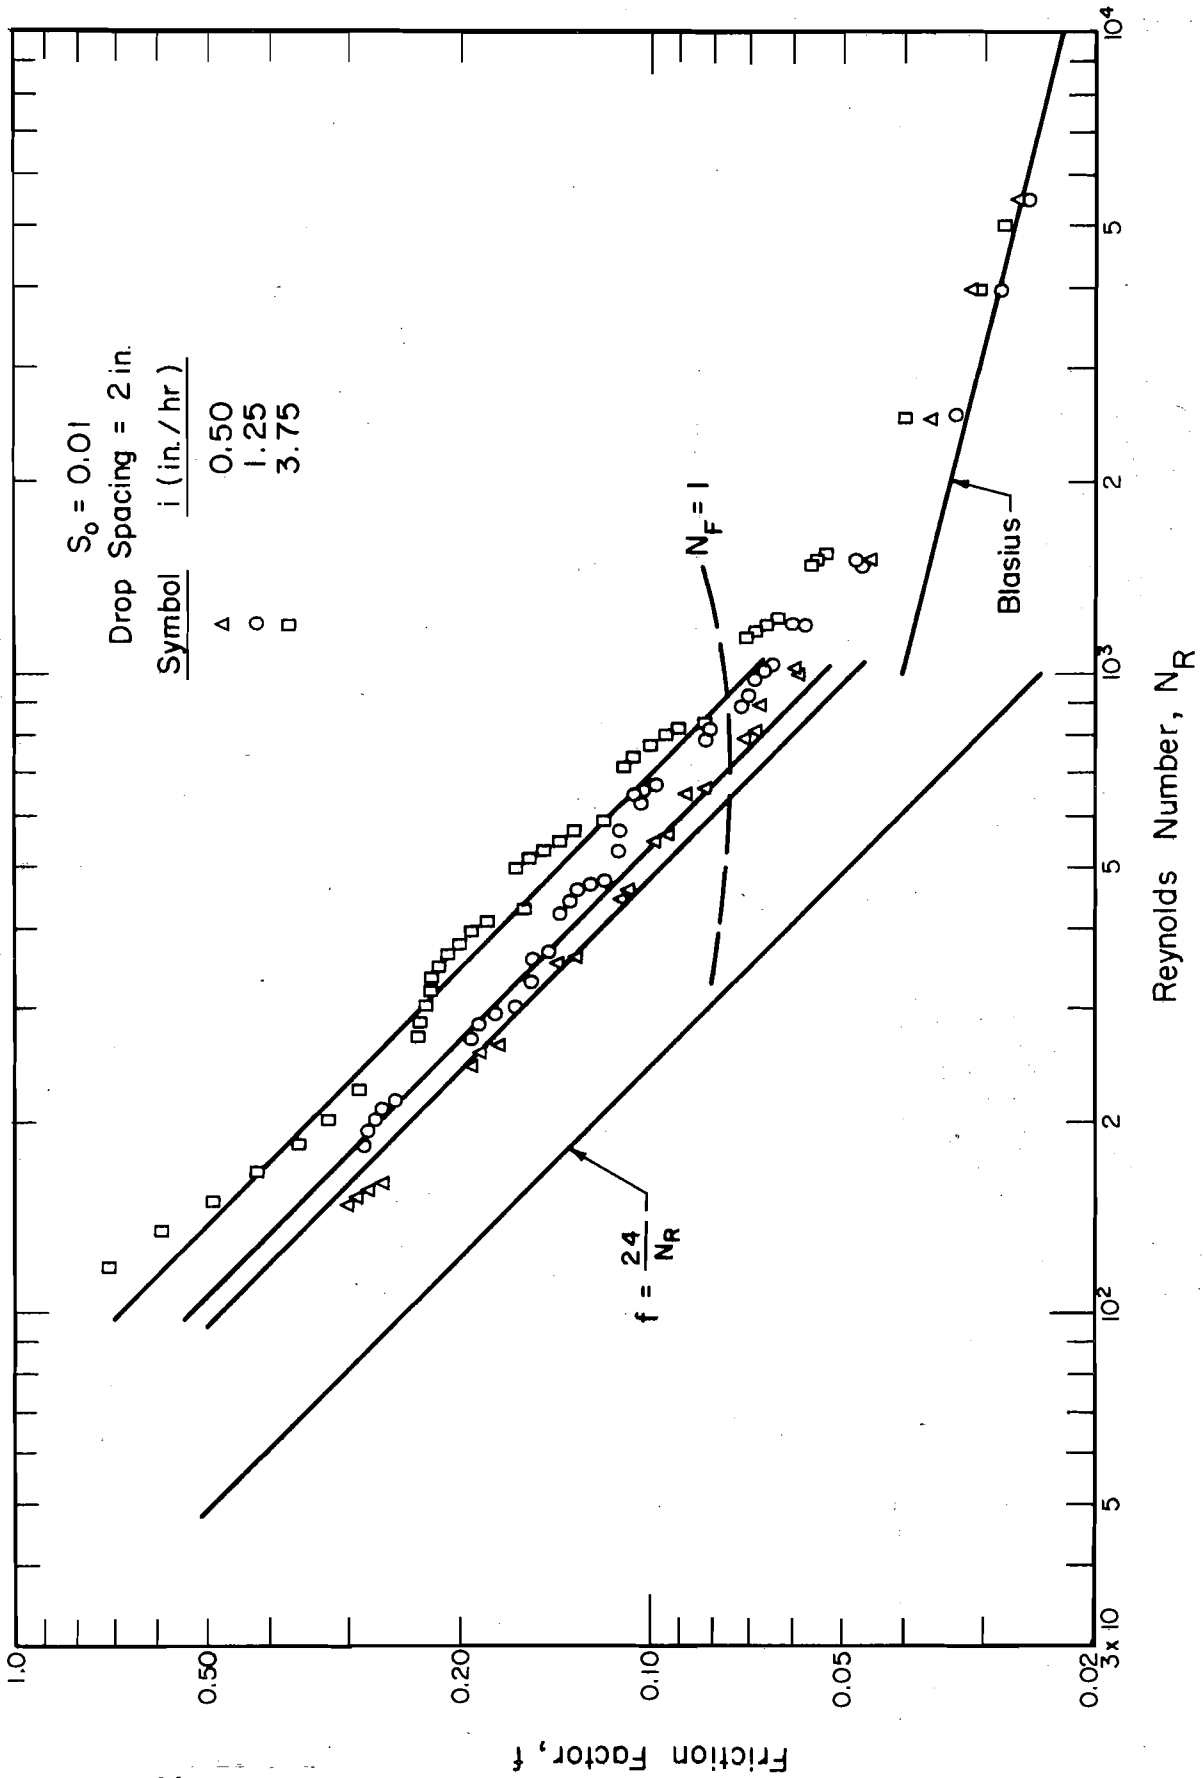 S₀ = 0.01
Drop Spacing = 2 in.
Symbol i (in./hr)
△ 0.50
○ 1.25
□ 3.75
N_F = 1
Blasius
f = 24/N_R
1.0
0.50
0.20
0.10
0.05
0.02
Friction Factor, f
3x10
5
10²
2
5
10³
2
5
10⁴
Reynolds Number, N_R